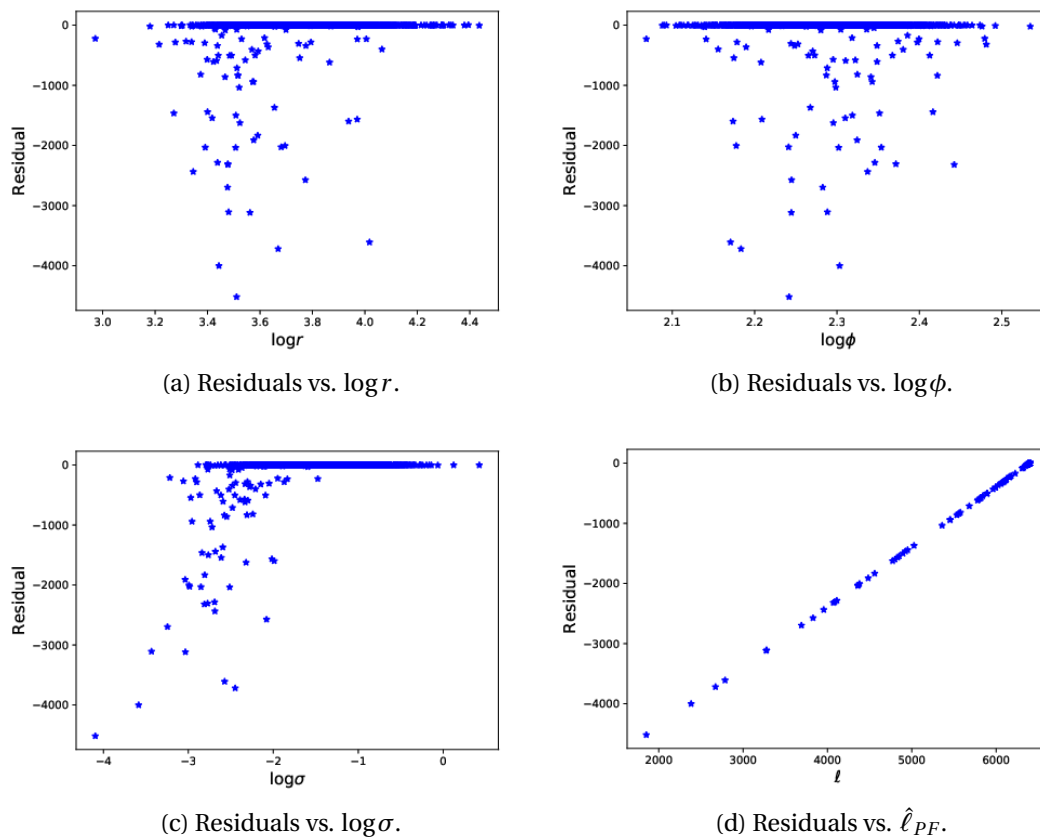 0
−1000
−2000
−3000
−4000
Residual
3.0 3.2 3.4 3.6 3.8 4.0 4.2 4.4
logr
(a) Residuals vs. log r.
0
−1000
−2000
−3000
−4000
Residual
2.1 2.2 2.3 2.4 2.5
logϕ
(b) Residuals vs. log ϕ.
0
−1000
−2000
−3000
−4000
Residual
−4 −3 −2 −1 0
logσ
(c) Residuals vs. log σ.
0
−1000
−2000
−3000
−4000
Residual
2000 3000 4000 5000 6000
ℓ
(d) Residuals vs. ℓ̂_PF.